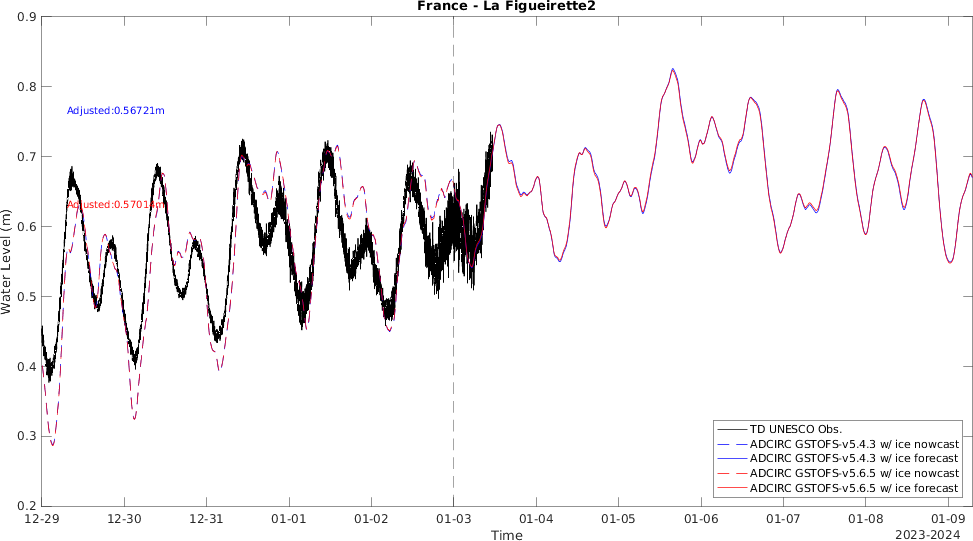 France - La Figueirette2
0.9
0.8
0.7
0.6
0.5
0.4
0.3
0.2
Water Level (m)
Adjusted:0.56721m
TD UNESCO Obs.
ADCIRC GSTOFS-v5.4.3 w/ ice nowcast
ADCIRC GSTOFS-v5.4.3 w/ ice forecast
ADCIRC GSTOFS-v5.6.5 w/ ice nowcast
ADCIRC GSTOFS-v5.6.5 w/ ice forecast
12-29 12-30 12-31 01-01 01-02 01-03 01-04 01-05 01-06 01-07 01-08 01-09
Time
2023-2024